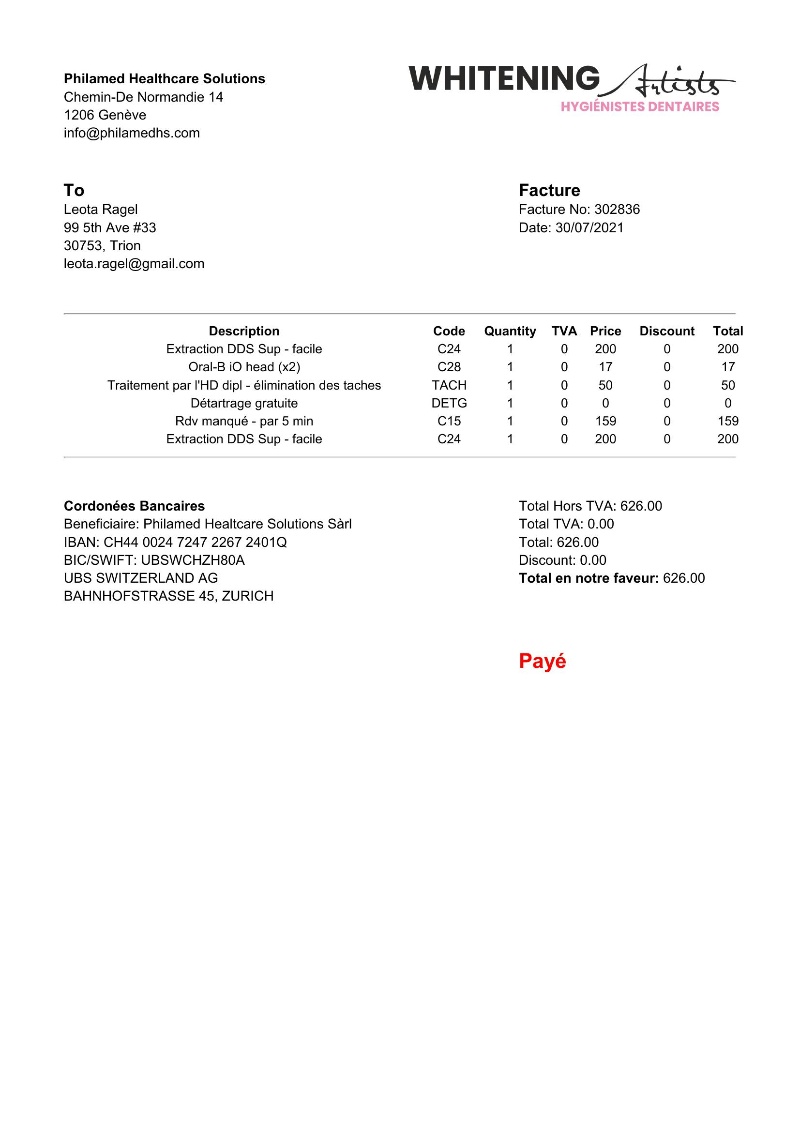 Philamed Healthcare Solutions
Chemin-De Normandie 14
1206 Genève
info@philamedhs.com
WHITENING Artists
HYGIÉNISTES DENTAIRES
To
Leota Ragel
99 5th Ave #33
30753, Trion
leota.ragel@gmail.com
Facture
Facture No: 302836
Date: 30/07/2021
Description Code Quantity TVA Price Discount Total
Extraction DDS Sup - facile C24 1 0 200 0 200
Oral-B iO head (x2) C28 1 0 17 0 17
Traitement par l'HD dipl - élimination des taches TACH 1 0 50 0 50
Détartrage gratuite DETG 1 0 0 0 0
Rdv manqué - par 5 min C15 1 0 159 0 159
Extraction DDS Sup - facile C24 1 0 200 0 200
Cordonées Bancaires
Beneficiaire: Philamed Healtcare Solutions Sàrl
IBAN: CH44 0024 7247 2267 2401Q
BIC/SWIFT: UBSWCHZH80A
UBS SWITZERLAND AG
BAHNHOFSTRASSE 45, ZURICH
Total Hors TVA: 626.00
Total TVA: 0.00
Total: 626.00
Discount: 0.00
Total en notre faveur: 626.00
Payé